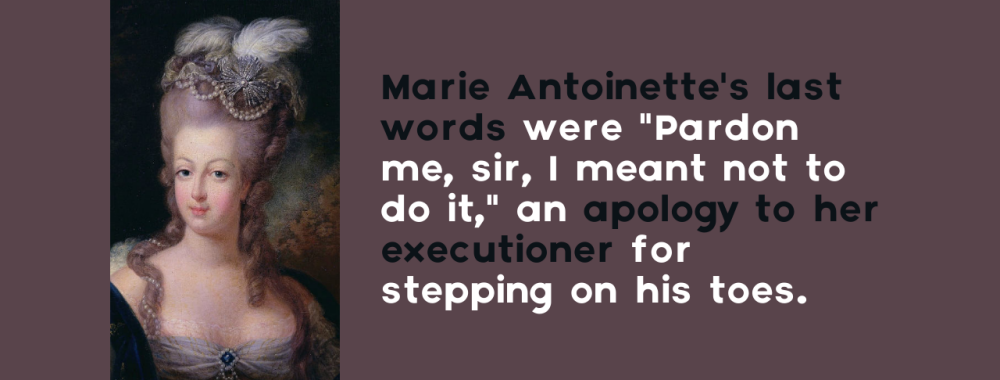 Marie Antoinette's last
words were "Pardon
me, sir, I meant not to
do it," an apology to her
executioner for
stepping on his toes.